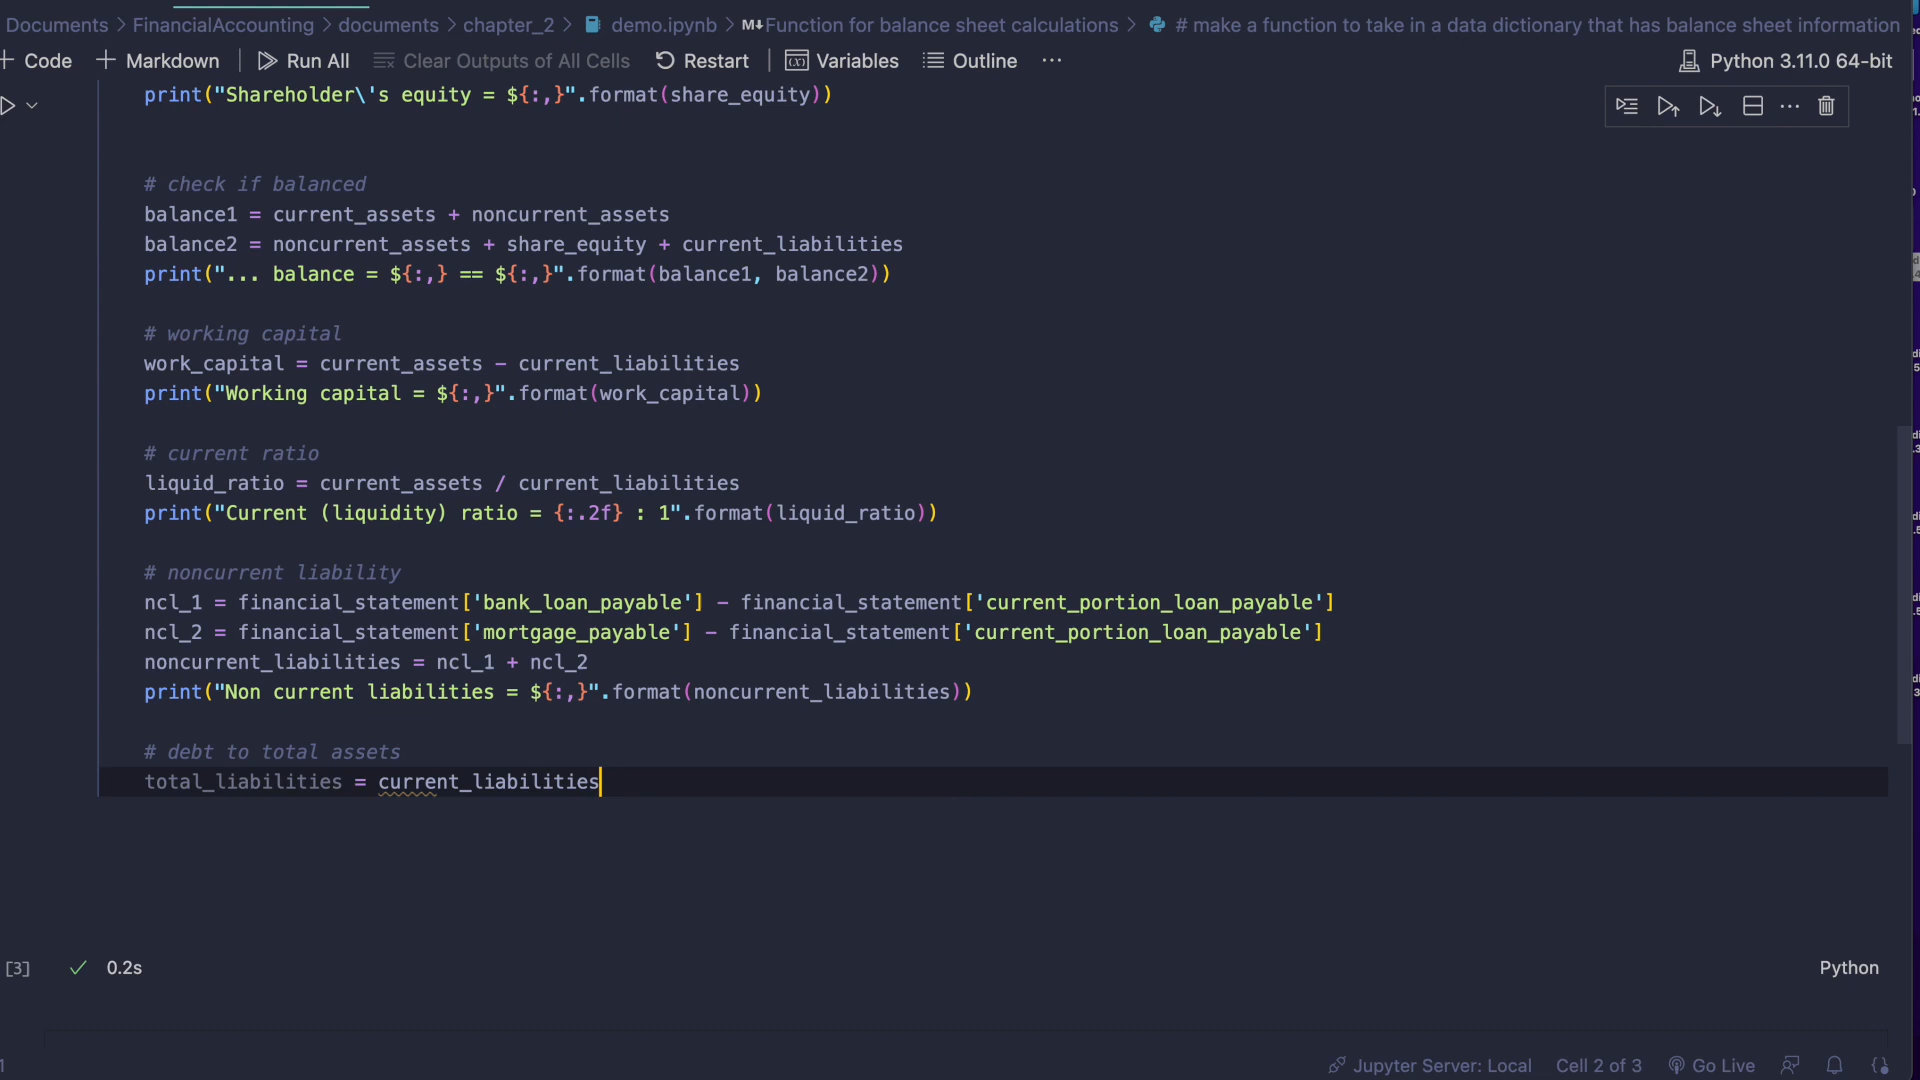 Documents > FinancialAccounting > documents > chapter_2 > demo.ipynb > M↓Function for balance sheet calculations > # make a function to take in a data dictionary that has balance sheet information
+ Code + Markdown | Run All Clear Outputs of All Cells Restart | Variables Outline ... Python 3.11.0 64-bit
print("Shareholder\'s equity = ${:,}".format(share_equity))
# check if balanced
balance1 = current_assets + noncurrent_assets
balance2 = noncurrent_assets + share_equity + current_liabilities
print("... balance = ${:,} == ${:,}".format(balance1, balance2))
# working capital
work_capital = current_assets - current_liabilities
print("Working capital = ${:,}".format(work_capital))
# current ratio
liquid_ratio = current_assets / current_liabilities
print("Current (liquidity) ratio = {:.2f} : 1".format(liquid_ratio))
# noncurrent liability
ncl_1 = financial_statement['bank_loan_payable'] - financial_statement['current_portion_loan_payable']
ncl_2 = financial_statement['mortgage_payable'] - financial_statement['current_portion_loan_payable']
noncurrent_liabilities = ncl_1 + ncl_2
print("Non current liabilities = ${:,}".format(noncurrent_liabilities))
# debt to total assets
total_liabilities = current_liabilities
[3] 0.2s Python
Jupyter Server: Local Cell 2 of 3 Go Live